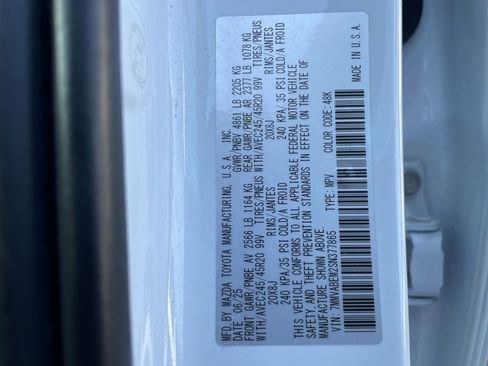 MFD. BY MAZDA TOYOTA MANUFACTURING, U.S.A., INC.
DATE 06/25 GVWR/PNBV 4861 LB 2205 KG
FRONT GAWR/PNBE AV 2566 LB 1164 KG REAR GAWR/PNBE AR 2377 LB 1078 KG
WITH/AVEC245/45R20 99V TIRES/PNEUS WITH/AVEC245/45R20 99V TIRES/PNEUS
20X8J RIMS/JANTES 20X8J RIMS/JANTES
240 KPA/35 PSI COLD/A FROID 240 KPA/ 35 PSI COLD/A FROID
THIS VEHICLE CONFORMS TO ALL APPLICABLE FEDERAL MOTOR VEHICLE
SAFETY AND THEFT PREVENTION STANDARDS IN EFFECT ON THE DATE OF
MANUFACTURE SHOWN ABOVE.
VIN: 7MMVABEM2SN377865 TYPE: MPV COLOR CODE: 48K
MADE IN U.S.A.